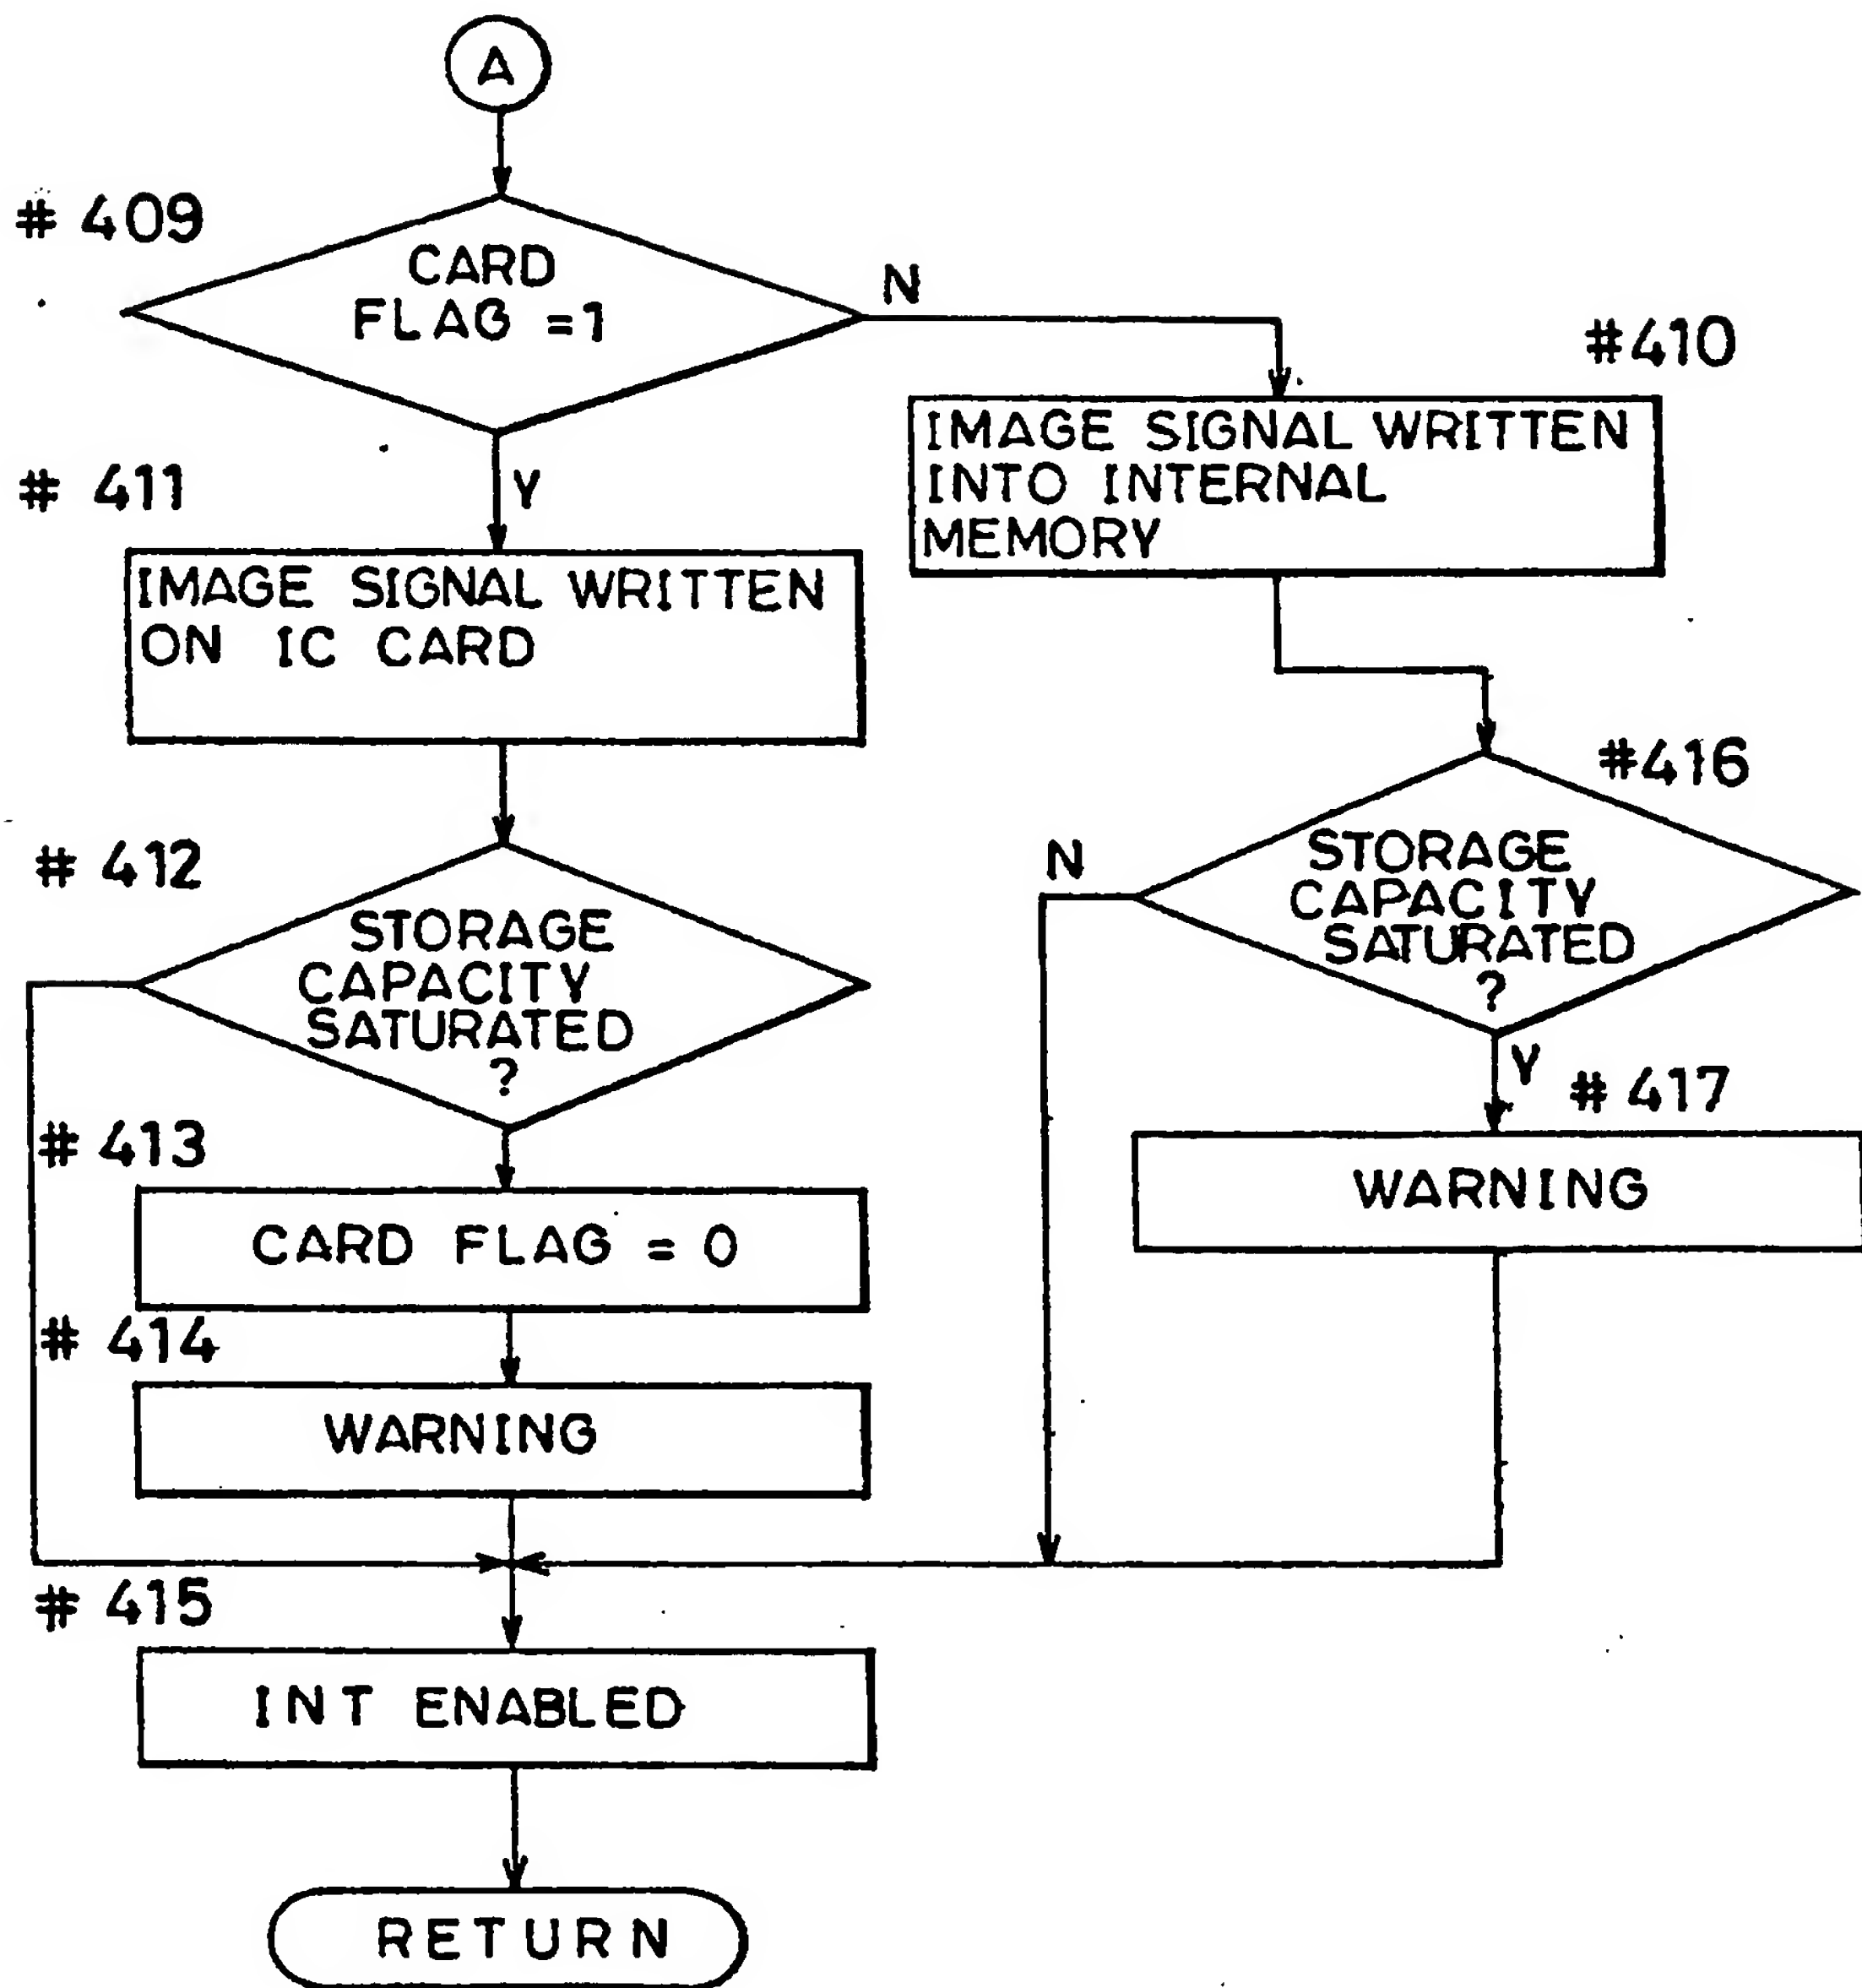 A
# 409
CARD
FLAG =1
N
#410
IMAGE SIGNAL WRITTEN
INTO INTERNAL
MEMORY
# 411
Y
IMAGE SIGNAL WRITTEN
ON IC CARD
#416
STORAGE
CAPACITY
SATURATED
?
N
Y
# 412
STORAGE
CAPACITY
SATURATED
?
# 417
WARNING
# 413
CARD FLAG = 0
# 414
WARNING
# 415
INT ENABLED
RETURN